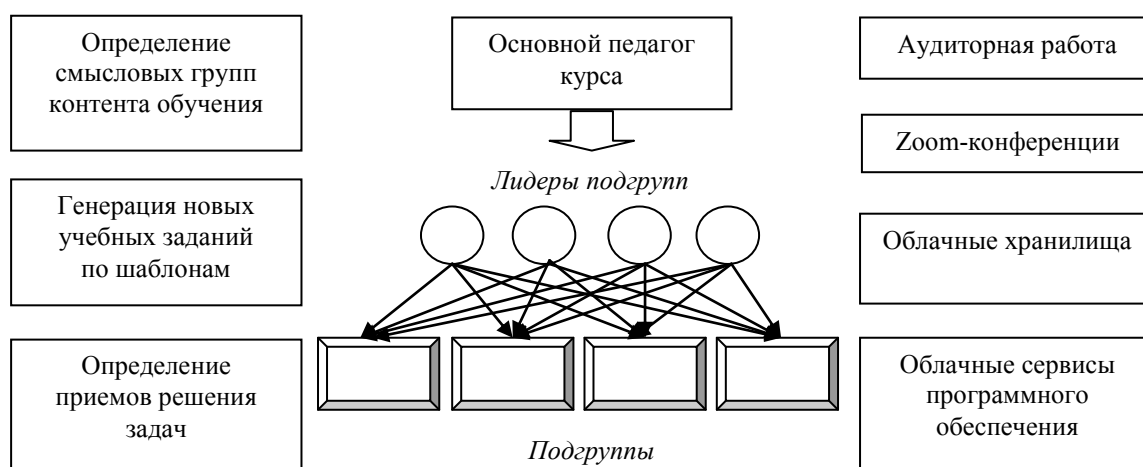 Определение
смысловых групп
контента обучения
Генерация новых
учебных заданий
по шаблонам
Определение
приемов решения
задач
Основной педагог
курса
Лидеры подгрупп
Подгруппы
Аудиторная работа
Zoom-конференции
Облачные хранилища
Облачные сервисы
программного
обеспечения